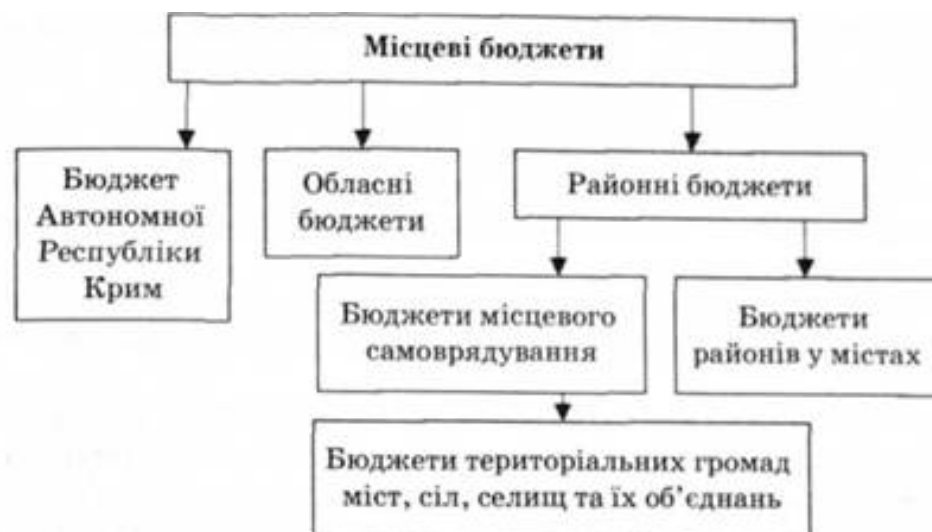 Місцеві бюджети
Бюджет
Автономної
Республіки
Крим
Обласні
бюджети
Районні бюджети
Бюджети місцевого
самоврядування
Бюджети
районів у містах
Бюджети територіальних громад
міст, сіл, селищ та їх об’єднань